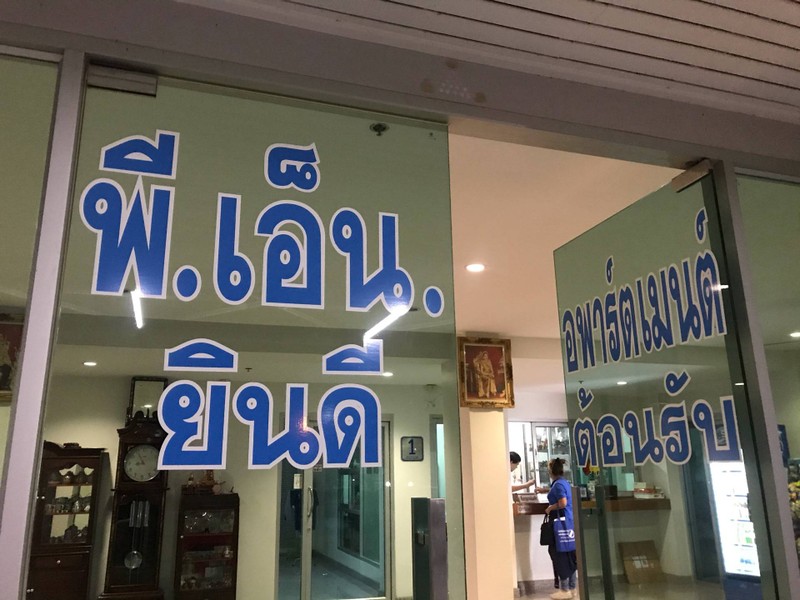 พี.เอ็น.
ยินดี
อพาร์ตเมนต์
ต้อนรับ
1